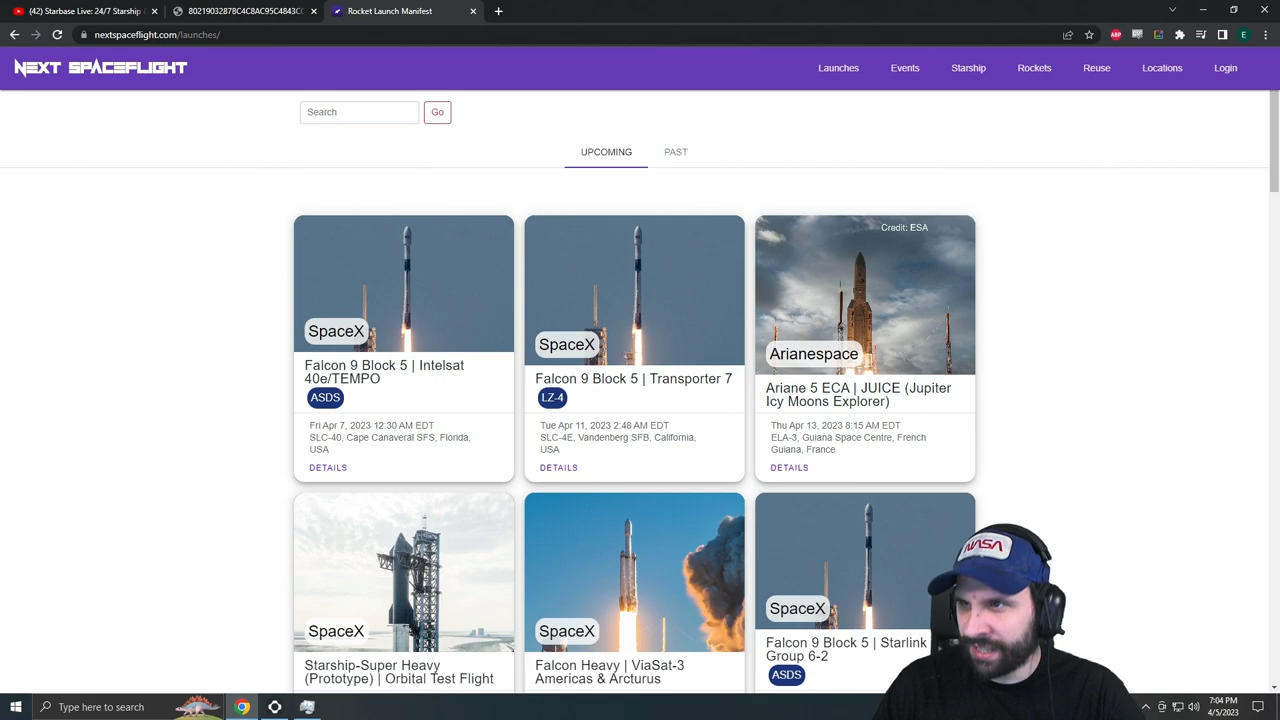 (42) Starbase Live: 24/7 Starship
8021903287BC4C8AC95C4843CC
Rocket Launch Manifest
nextspaceflight.com/launches/
ABP
E
NEXT SPACEFLIGHT
Launches
Events
Starship
Rockets
Reuse
Locations
Login
Search
Go
UPCOMING
PAST
SpaceX
Falcon 9 Block 5 | Intelsat
40e/TEMPO
ASDS
Fri Apr 7, 2023 12:30 AM EDT
SLC-40, Cape Canaveral SFS, Florida,
USA
DETAILS
SpaceX
Falcon 9 Block 5 | Transporter 7
LZ-4
Tue Apr 11, 2023 2:48 AM EDT
SLC-4E, Vandenberg SFB, California,
USA
DETAILS
Credit: ESA
Arianespace
Ariane 5 ECA | JUICE (Jupiter
Icy Moons Explorer)
Thu Apr 13, 2023 8:15 AM EDT
ELA-3, Guiana Space Centre, French
Guiana, France
DETAILS
SpaceX
Starship-Super Heavy
(Prototype) | Orbital Test Flight
SpaceX
Falcon Heavy | ViaSat-3
Americas & Arcturus
SpaceX
Falcon 9 Block 5 | Starlink
Group 6-2
ASDS
NASA
Type here to search
7:04 PM
4/5/2023